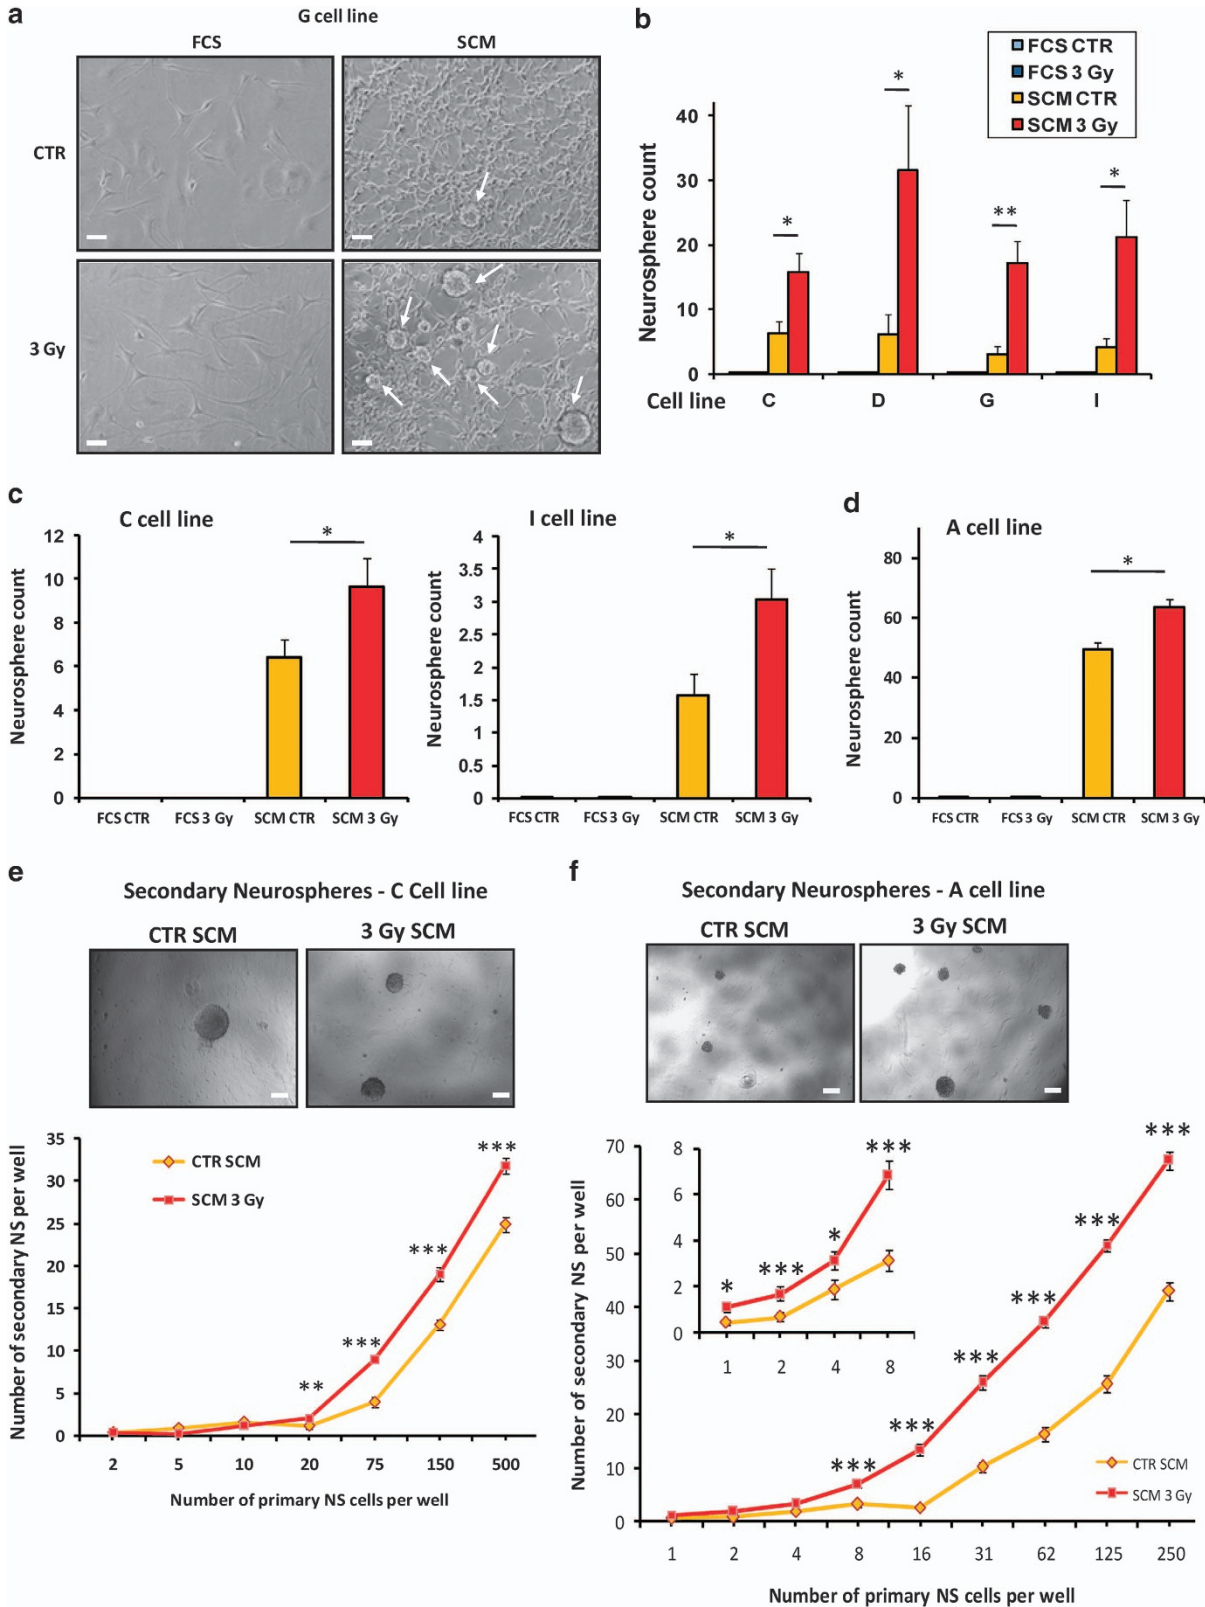 a
G cell line
FCS SCM
CTR
3 Gy
b
FCS CTR
FCS 3 Gy
SCM CTR
SCM 3 Gy
Neurosphere count
40
30
20
10
0
* * ** *
Cell line C D G I
c
C cell line
Neurosphere count
12
10
8
6
4
2
0
*
FCS CTR FCS 3 Gy SCM CTR SCM 3 Gy
I cell line
Neurosphere count
4
3.5
3
2.5
2
1.5
1
0.5
0
*
FCS CTR FCS 3 Gy SCM CTR SCM 3 Gy
d
A cell line
Neurosphere count
80
60
40
20
0
*
FCS CTR FCS 3 Gy SCM CTR SCM 3 Gy
e
Secondary Neurospheres - C Cell line
CTR SCM 3 Gy SCM
Number of secondary NS per well
35
30
25
20
15
10
5
0
CTR SCM
SCM 3 Gy
** *** *** ***
2 5 10 20 75 150 500
Number of primary NS cells per well
f
Secondary Neurospheres - A cell line
CTR SCM 3 Gy SCM
Number of secondary NS per well
70
60
50
40
30
20
10
0
8
6
4
2
0
* *** * ***
1 2 4 8
*** *** *** *** *** ***
CTR SCM
SCM 3 Gy
1 2 4 8 16 31 62 125 250
Number of primary NS cells per well